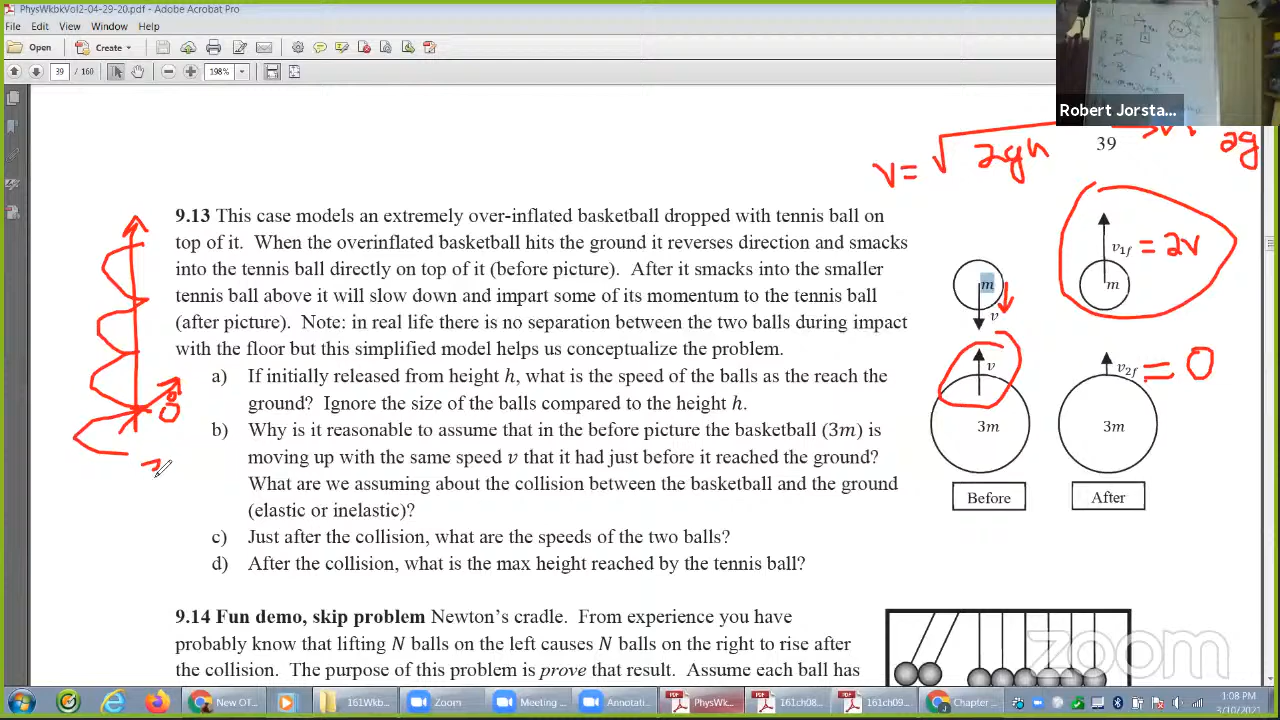 PhysWkbkVol2-04-29-20.pdf - Adobe Acrobat Pro
File Edit View Window Help
Open Create 39 / 160 198%
Robert Jorsta...
39
v = √2gh
2g
9.13 This case models an extremely over-inflated basketball dropped with tennis ball on
top of it. When the overinflated basketball hits the ground it reverses direction and smacks
into the tennis ball directly on top of it (before picture). After it smacks into the smaller
tennis ball above it will slow down and impart some of its momentum to the tennis ball
(after picture). Note: in real life there is no separation between the two balls during impact
with the floor but this simplified model helps us conceptualize the problem.
a) If initially released from height h, what is the speed of the balls as the reach the
ground? Ignore the size of the balls compared to the height h.
b) Why is it reasonable to assume that in the before picture the basketball (3m) is
moving up with the same speed v that it had just before it reached the ground?
What are we assuming about the collision between the basketball and the ground
(elastic or inelastic)?
c) Just after the collision, what are the speeds of the two balls?
d) After the collision, what is the max height reached by the tennis ball?
m
v
v
3m
Before
v1f = 2v
m
v2f = 0
3m
After
9.14 Fun demo, skip problem Newton's cradle. From experience you have
probably know that lifting N balls on the left causes N balls on the right to rise after
the collision. The purpose of this problem is prove that result. Assume each ball has
zoom
New OT... 161Wkb... Zoom Meeting ... Annotati... PhysWk... 161ch08... 161ch09... Chapter ... 1:08 PM
3/10/2021